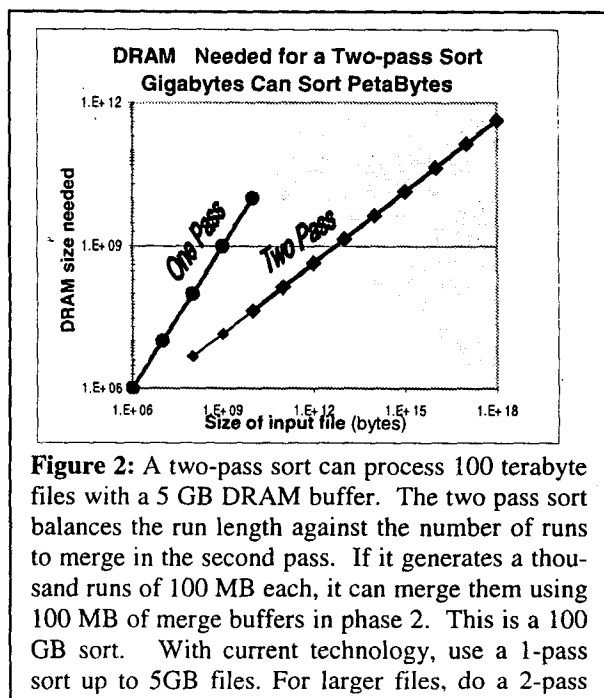 DRAM Needed for a Two-pass Sort
Gigabytes Can Sort PetaBytes
1.E+12
1.E+09
1.E+06
DRAM size needed
One Pass
Two Pass
1.E+06 1.E+09 1.E+12 1.E+15 1.E+18
Size of input file (bytes)
Figure 2: A two-pass sort can process 100 terabyte
files with a 5 GB DRAM buffer. The two pass sort
balances the run length against the number of runs
to merge in the second pass. If it generates a thou-
sand runs of 100 MB each, it can merge them using
100 MB of merge buffers in phase 2. This is a 100
GB sort. With current technology, use a 1-pass
sort up to 5GB files. For larger files, do a 2-pass